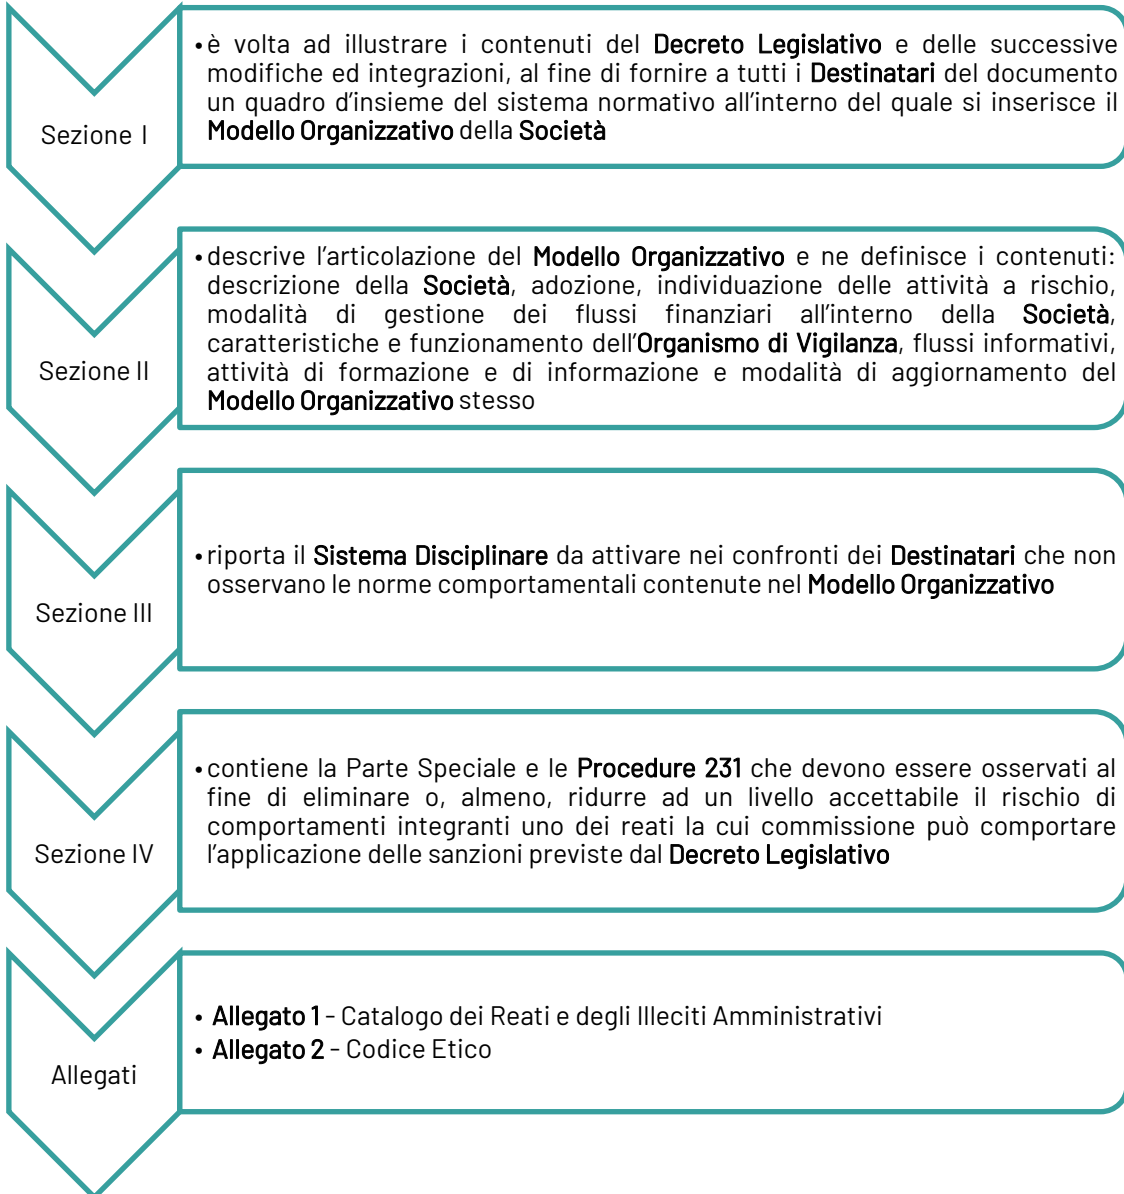 Sezione I
• è volta ad illustrare i contenuti del Decreto Legislativo e delle successive
modifiche ed integrazioni, al fine di fornire a tutti i Destinatari del documento
un quadro d'insieme del sistema normativo all'interno del quale si inserisce il
Modello Organizzativo della Società
Sezione II
• descrive l'articolazione del Modello Organizzativo e ne definisce i contenuti:
descrizione della Società, adozione, individuazione delle attività a rischio,
modalità di gestione dei flussi finanziari all'interno della Società,
caratteristiche e funzionamento dell'Organismo di Vigilanza, flussi informativi,
attività di formazione e di informazione e modalità di aggiornamento del
Modello Organizzativo stesso
Sezione III
• riporta il Sistema Disciplinare da attivare nei confronti dei Destinatari che non
osservano le norme comportamentali contenute nel Modello Organizzativo
Sezione IV
• contiene la Parte Speciale e le Procedure 231 che devono essere osservati al
fine di eliminare o, almeno, ridurre ad un livello accettabile il rischio di
comportamenti integranti uno dei reati la cui commissione può comportare
l'applicazione delle sanzioni previste dal Decreto Legislativo
Allegati
• Allegato 1 - Catalogo dei Reati e degli Illeciti Amministrativi
• Allegato 2 - Codice Etico